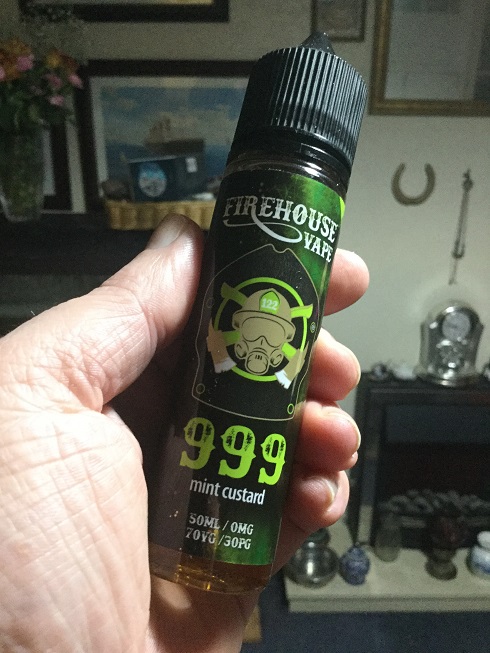 FIREHOUSE
VAPE
122
999
mint custard
50ML / 0MG
70VG / 30PG